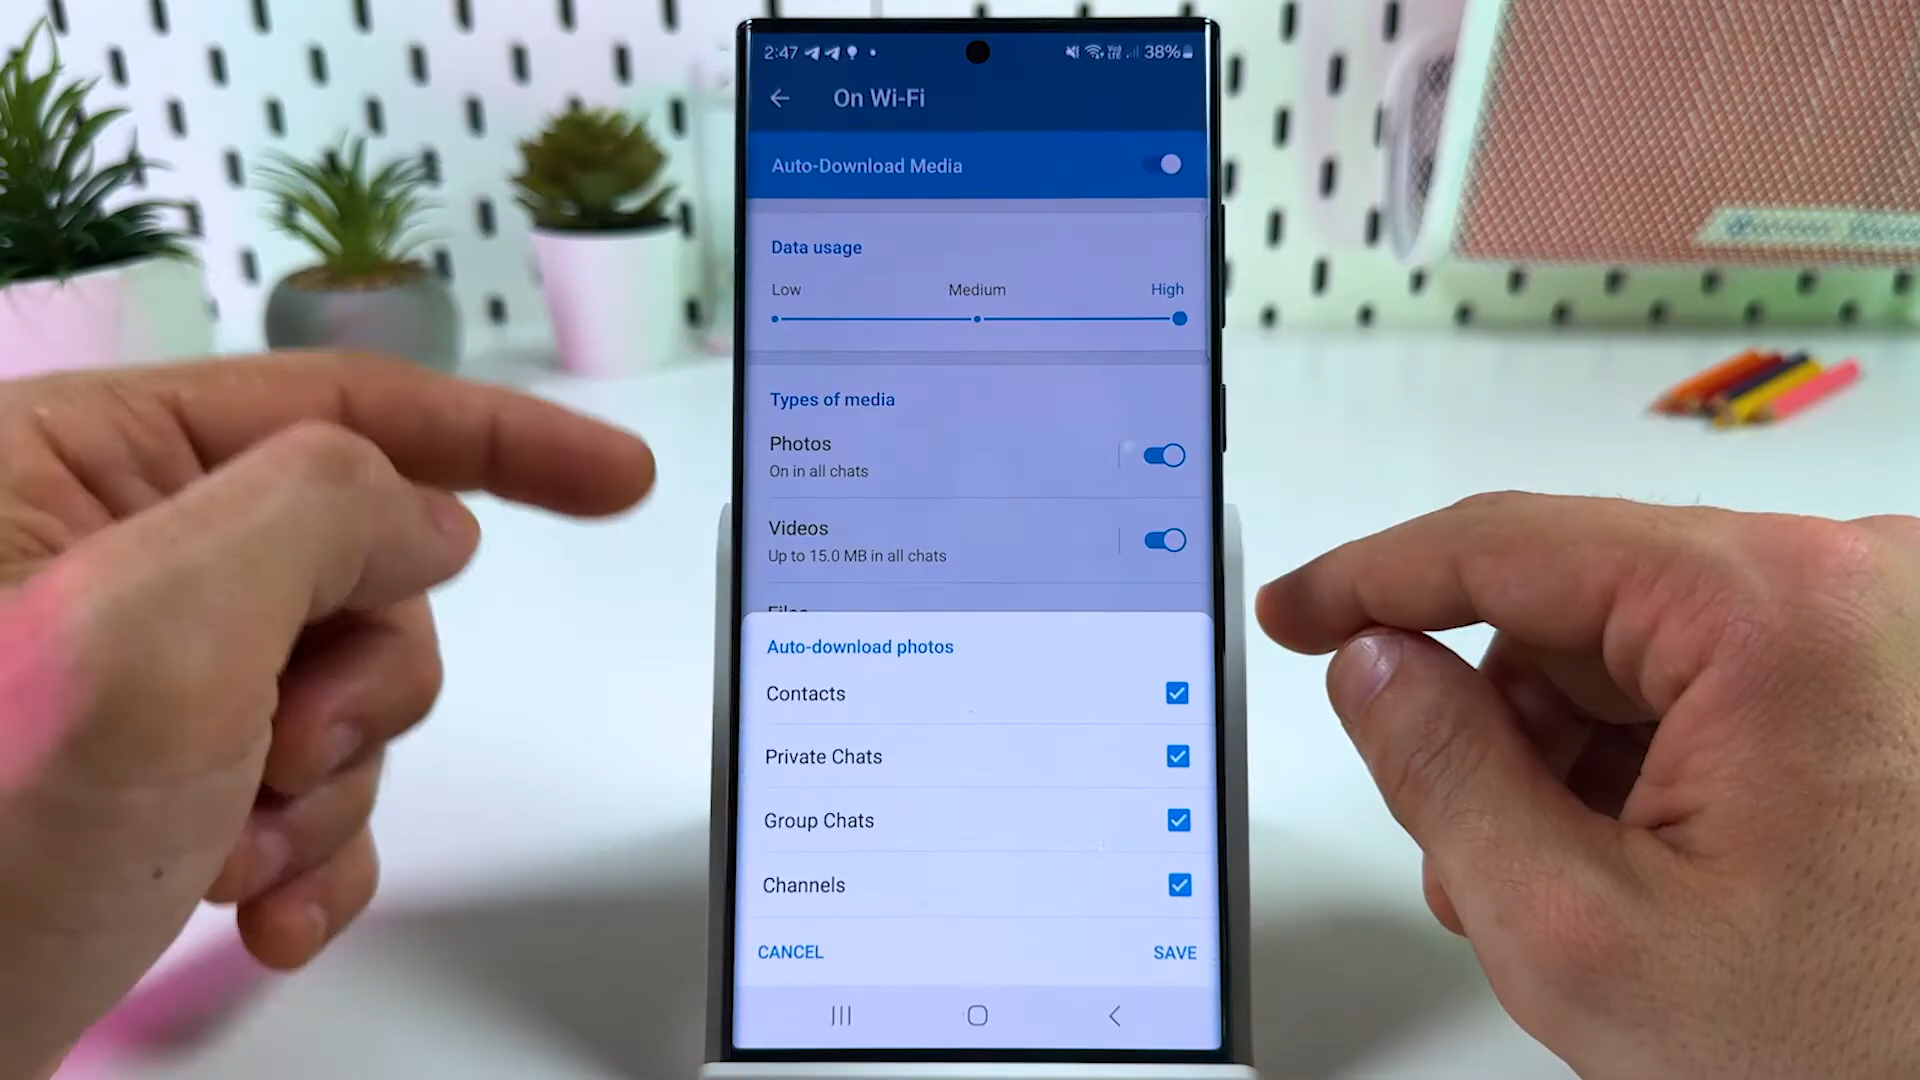 2:47 38%
On Wi-Fi
Auto-Download Media
Data usage
Low Medium High
Types of media
Photos
On in all chats
Videos
Up to 15.0 MB in all chats
Files
Auto-download photos
Contacts
Private Chats
Group Chats
Channels
CANCEL SAVE